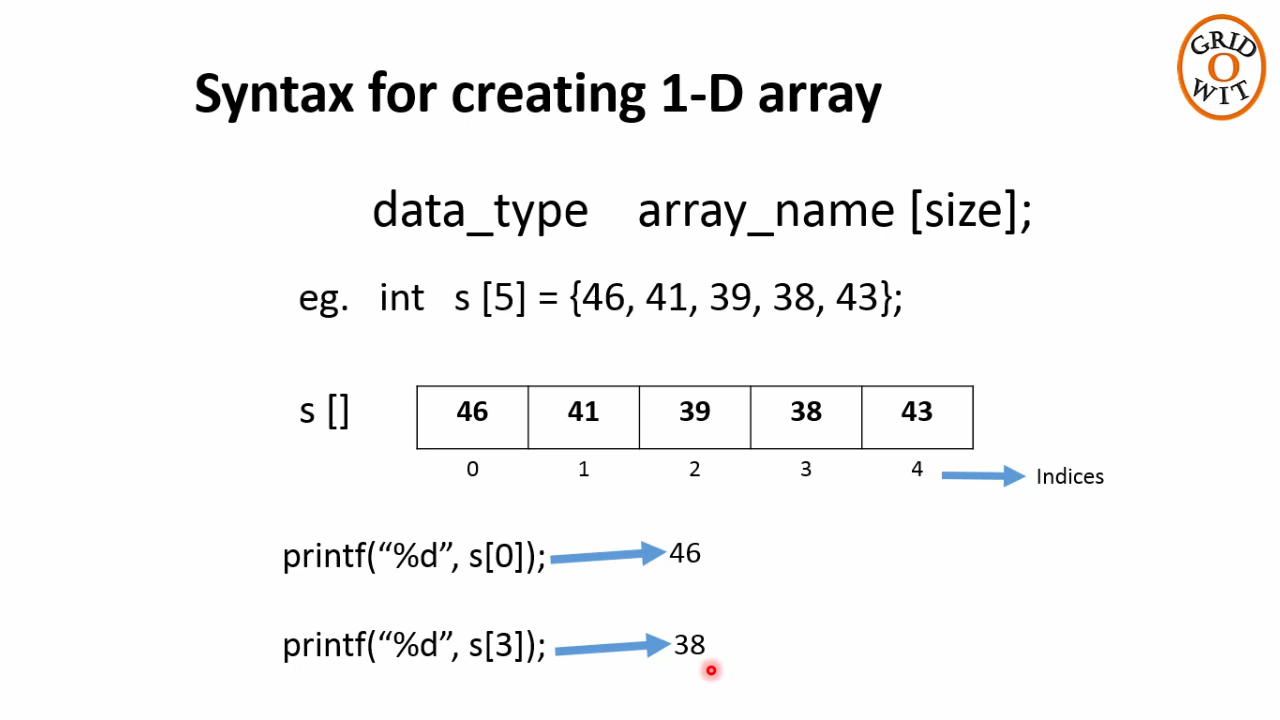 GRID
O
WIT
Syntax for creating 1-D array
data_type array_name [size];
eg. int s [5] = {46, 41, 39, 38, 43};
s [] 46 41 39 38 43
0 1 2 3 4 Indices
printf(“%d”, s[0]); 46
printf(“%d”, s[3]); 38